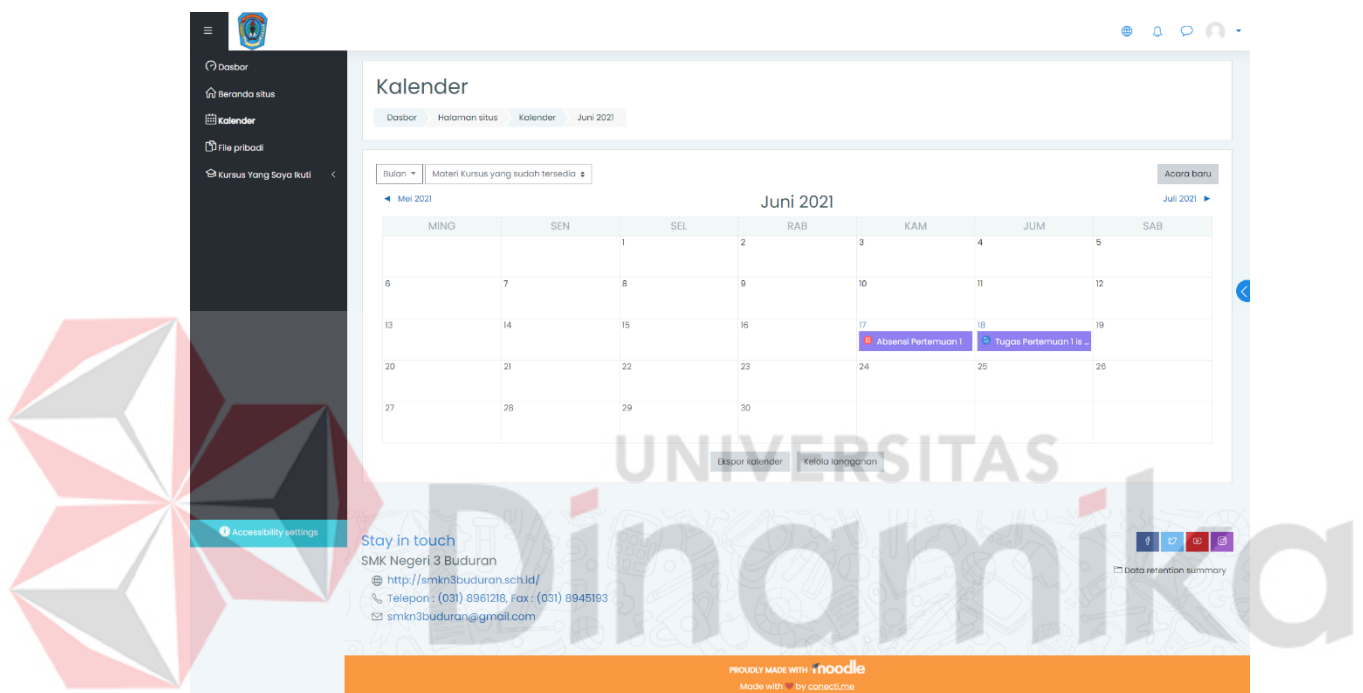 Dasbor
Beranda situs
Kalender
File pribadi
Kursus Yang Saya Ikuti
Accessibility settings
Kalender
Dasbor Halaman situs Kalender Juni 2021
Bulan Materi Kursus yang sudah tersedia Acara baru
Mei 2021 Juni 2021 Juli 2021
MING SEN SEL RAB KAM JUM SAB
1 2 3 4 5
6 7 8 9 10 11 12
13 14 15 16 17 18 19
Absensi Pertemuan 1 Tugas Pertemuan 1 is ...
20 21 22 23 24 25 26
27 28 29 30
Ekspor kalender Kelola langganan
UNIVERSITAS
Dinamika
Stay in touch
SMK Negeri 3 Buduran
http://smkn3buduran.sch.id/
Telepon : (031) 8961218, Fax : (031) 8945193
smkn3buduran@gmail.com
Data retention summary
PROUDLY MADE WITH moodle
Made with ❤ by conecti.me